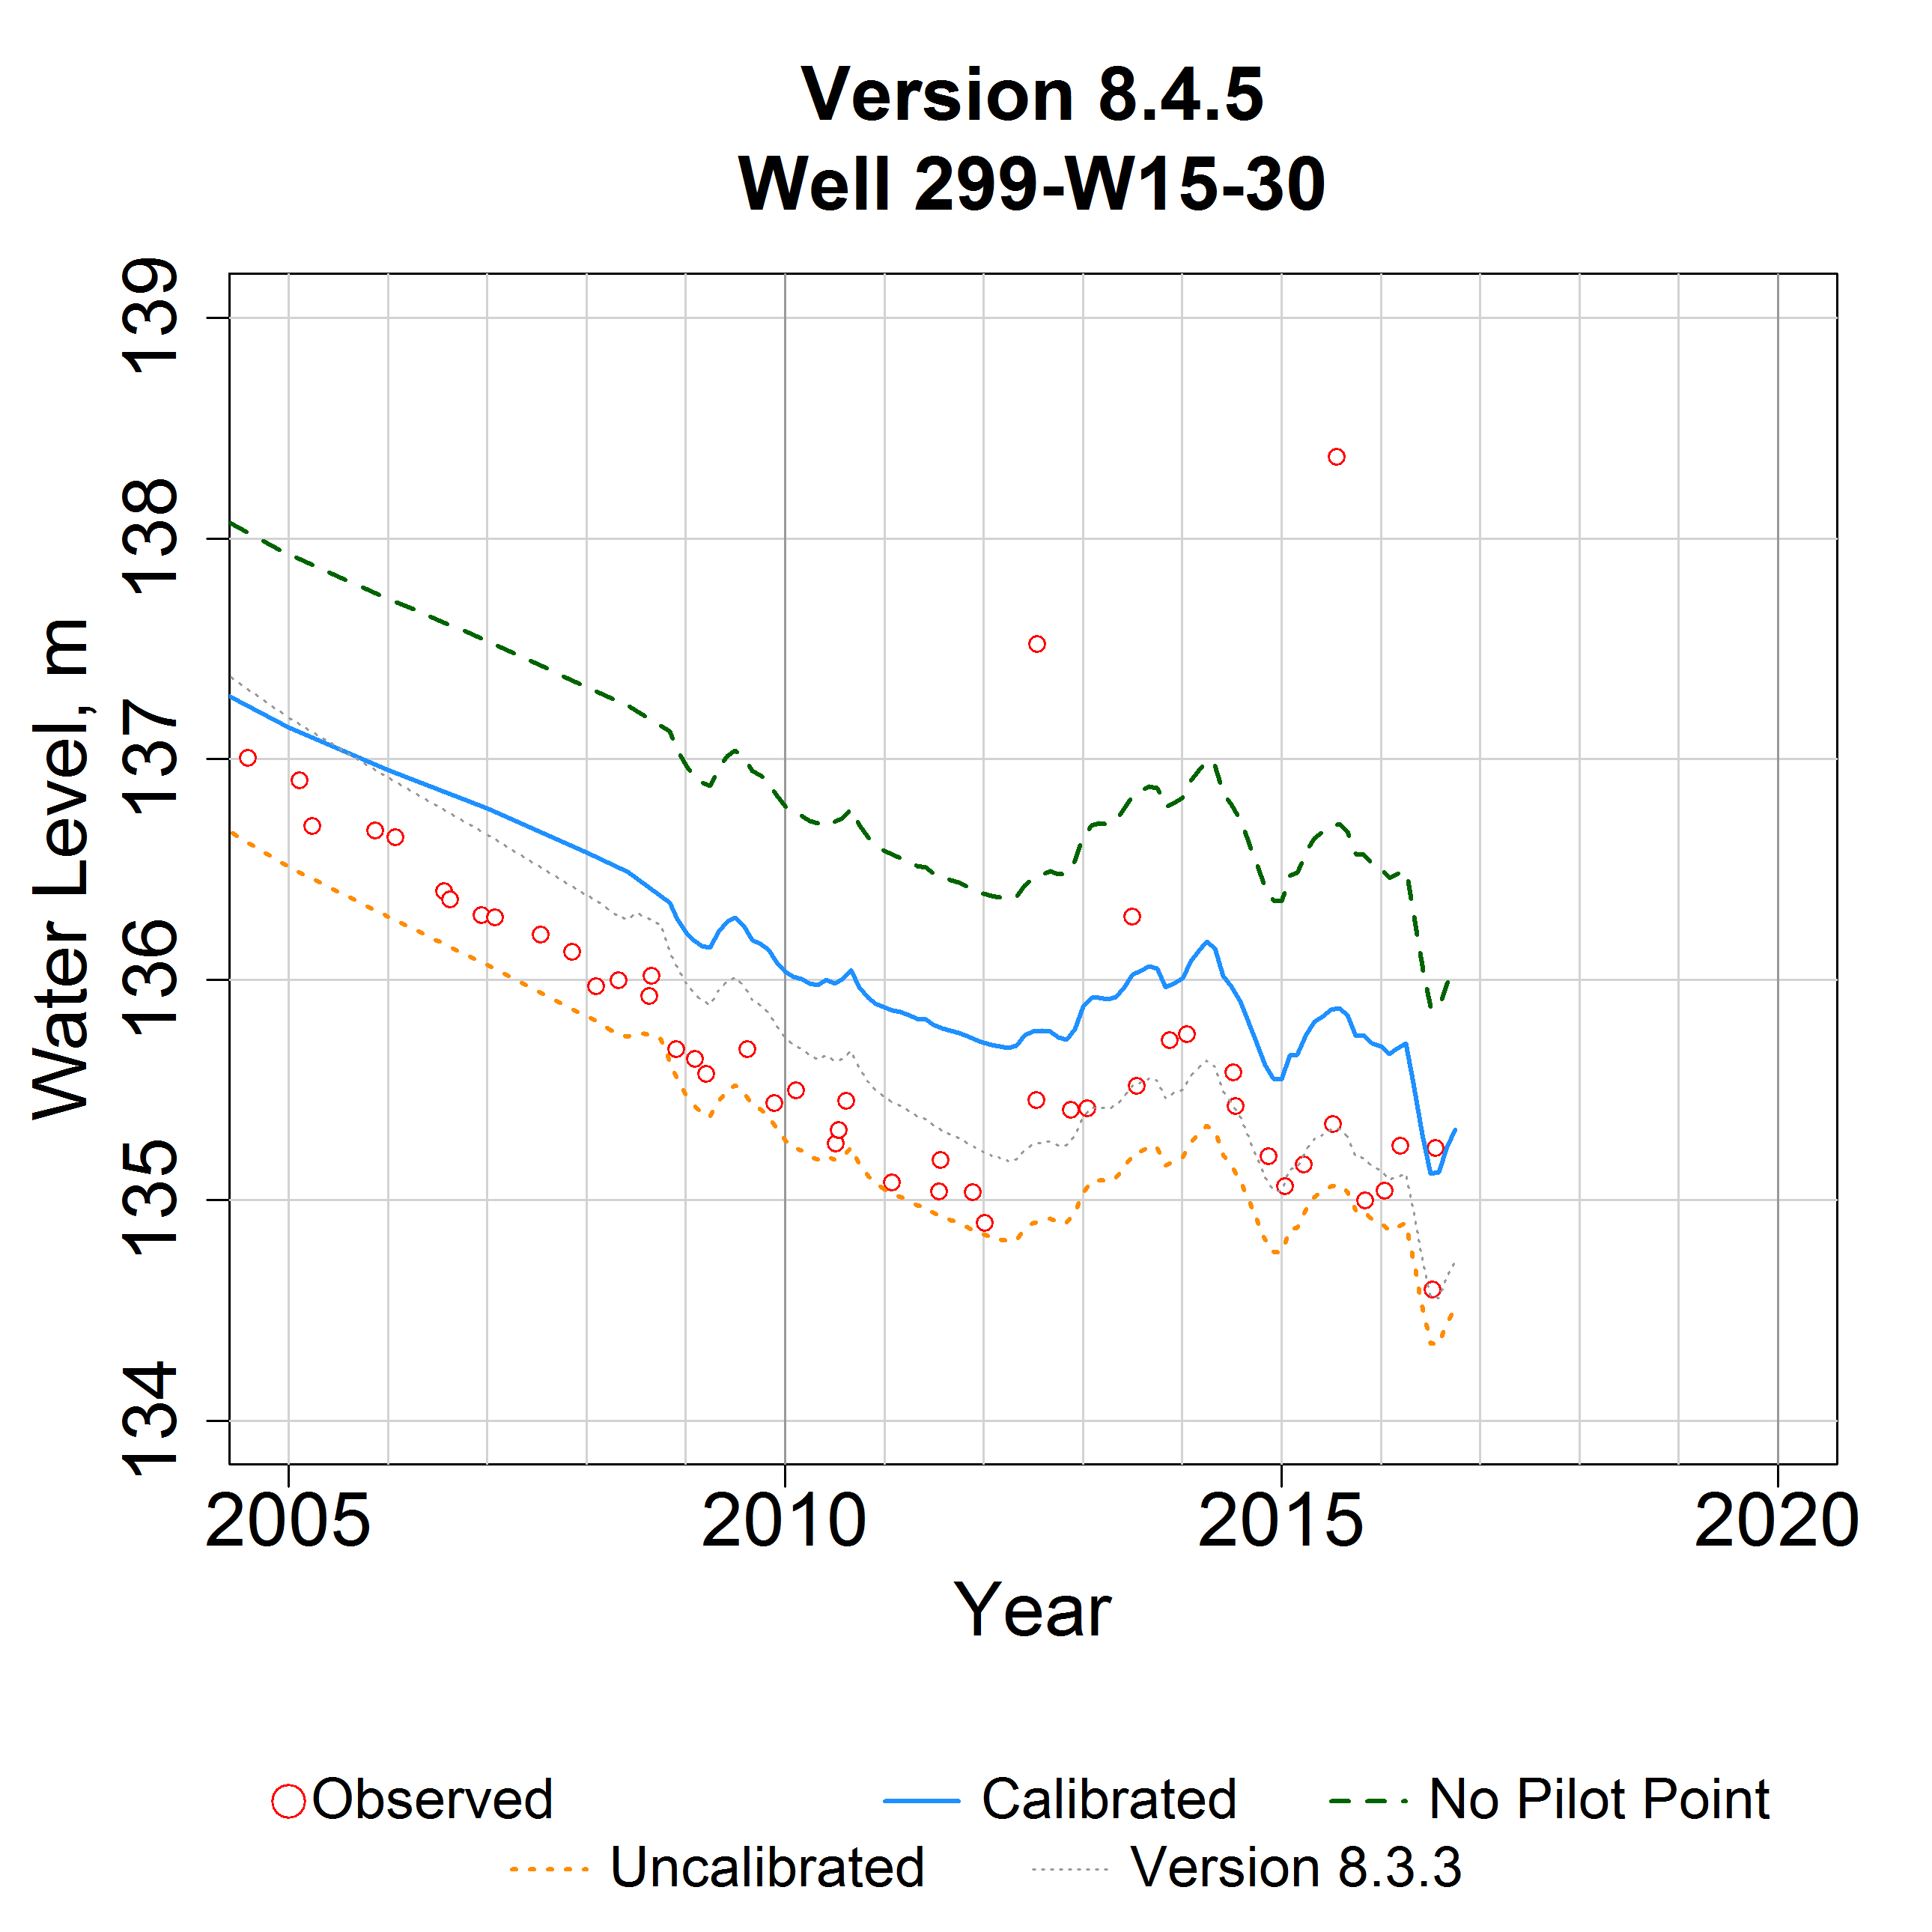 Version 8.4.5
Well 299-W15-30
139
138
137
136
135
134
Water Level, m
2005 2010 2015 2020
Year
Observed Calibrated No Pilot Point
Uncalibrated Version 8.3.3